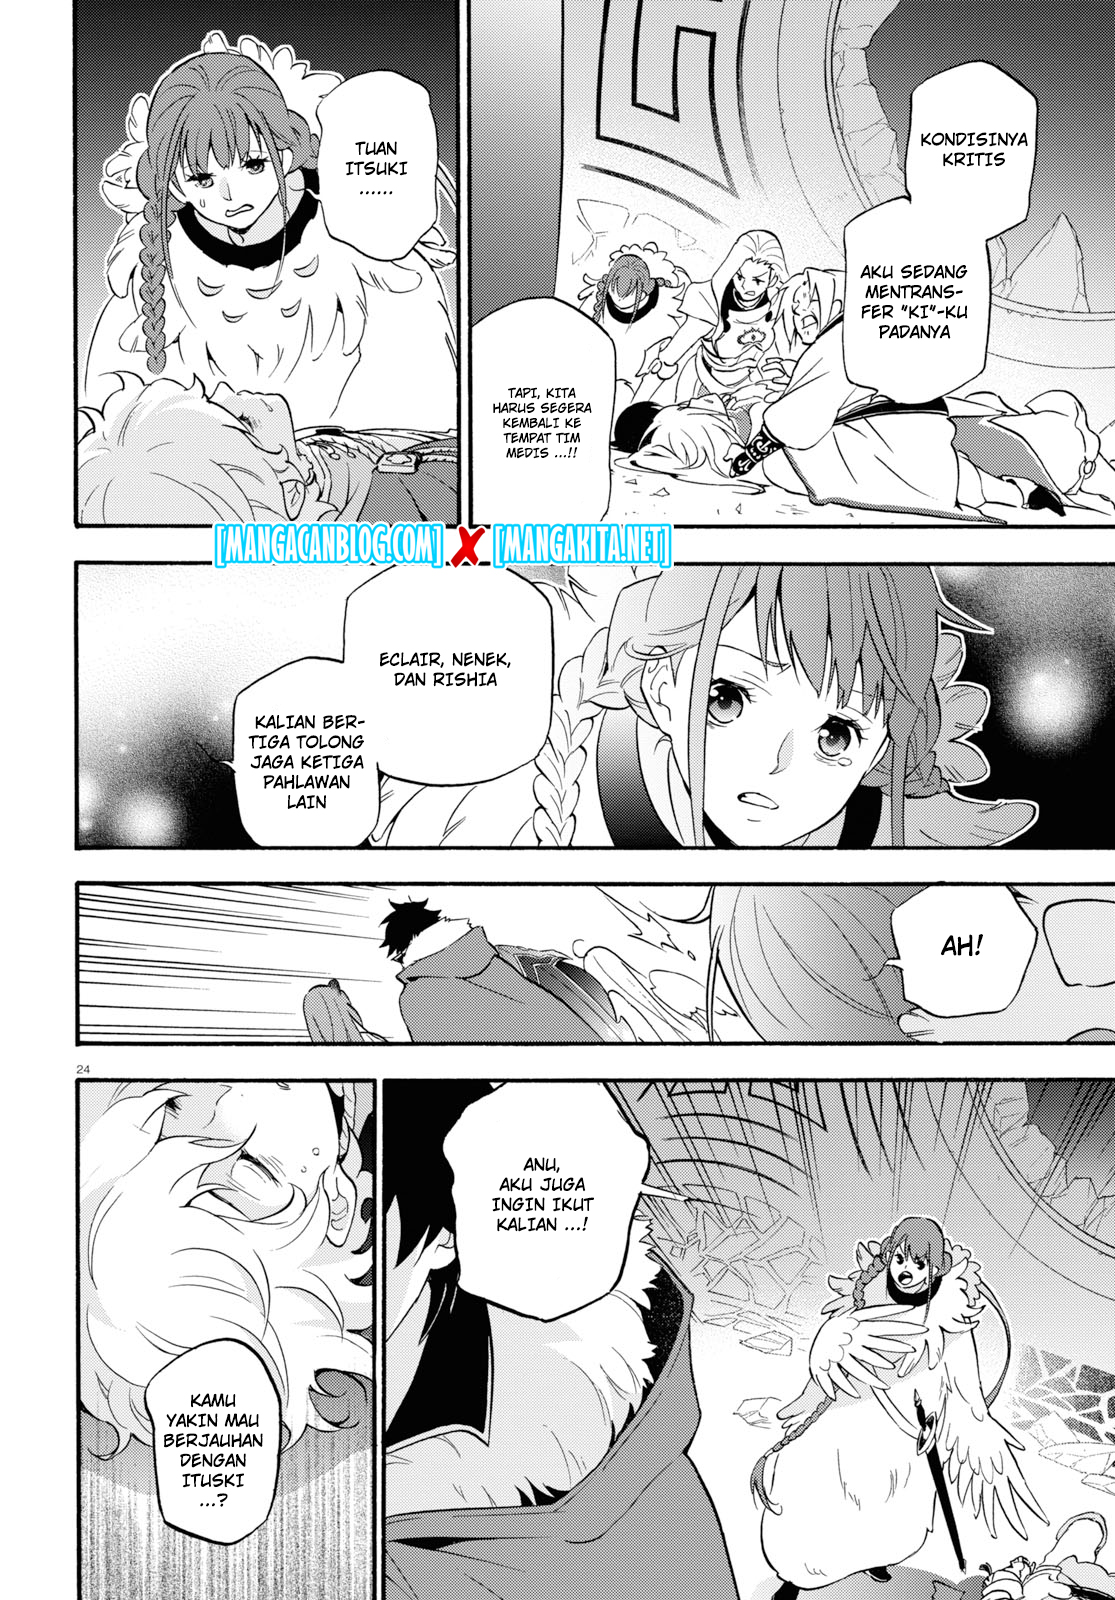 KONDISINYA
KRITIS
AKU SEDANG
MENTRANS-
FER "KI"-KU
PADANYA
TAPI, KITA
HARUS SEGERA
KEMBALI KE
TEMPAT TIM
MEDIS ...!!
TUAN
ITSUKI
......
[MANGACANBLOG.COM] X [MANGAKITA.NET]
ECLAIR, NENEK,
DAN RISHIA
KALIAN BER-
TIGA TOLONG
JAGA KETIGA
PAHLAWAN
LAIN
AH!
24
ANU,
AKU JUGA
INGIN IKUT
KALIAN ...!
KAMU
YAKIN MAU
BERJAUHAN
DENGAN
ITUSKI
...?